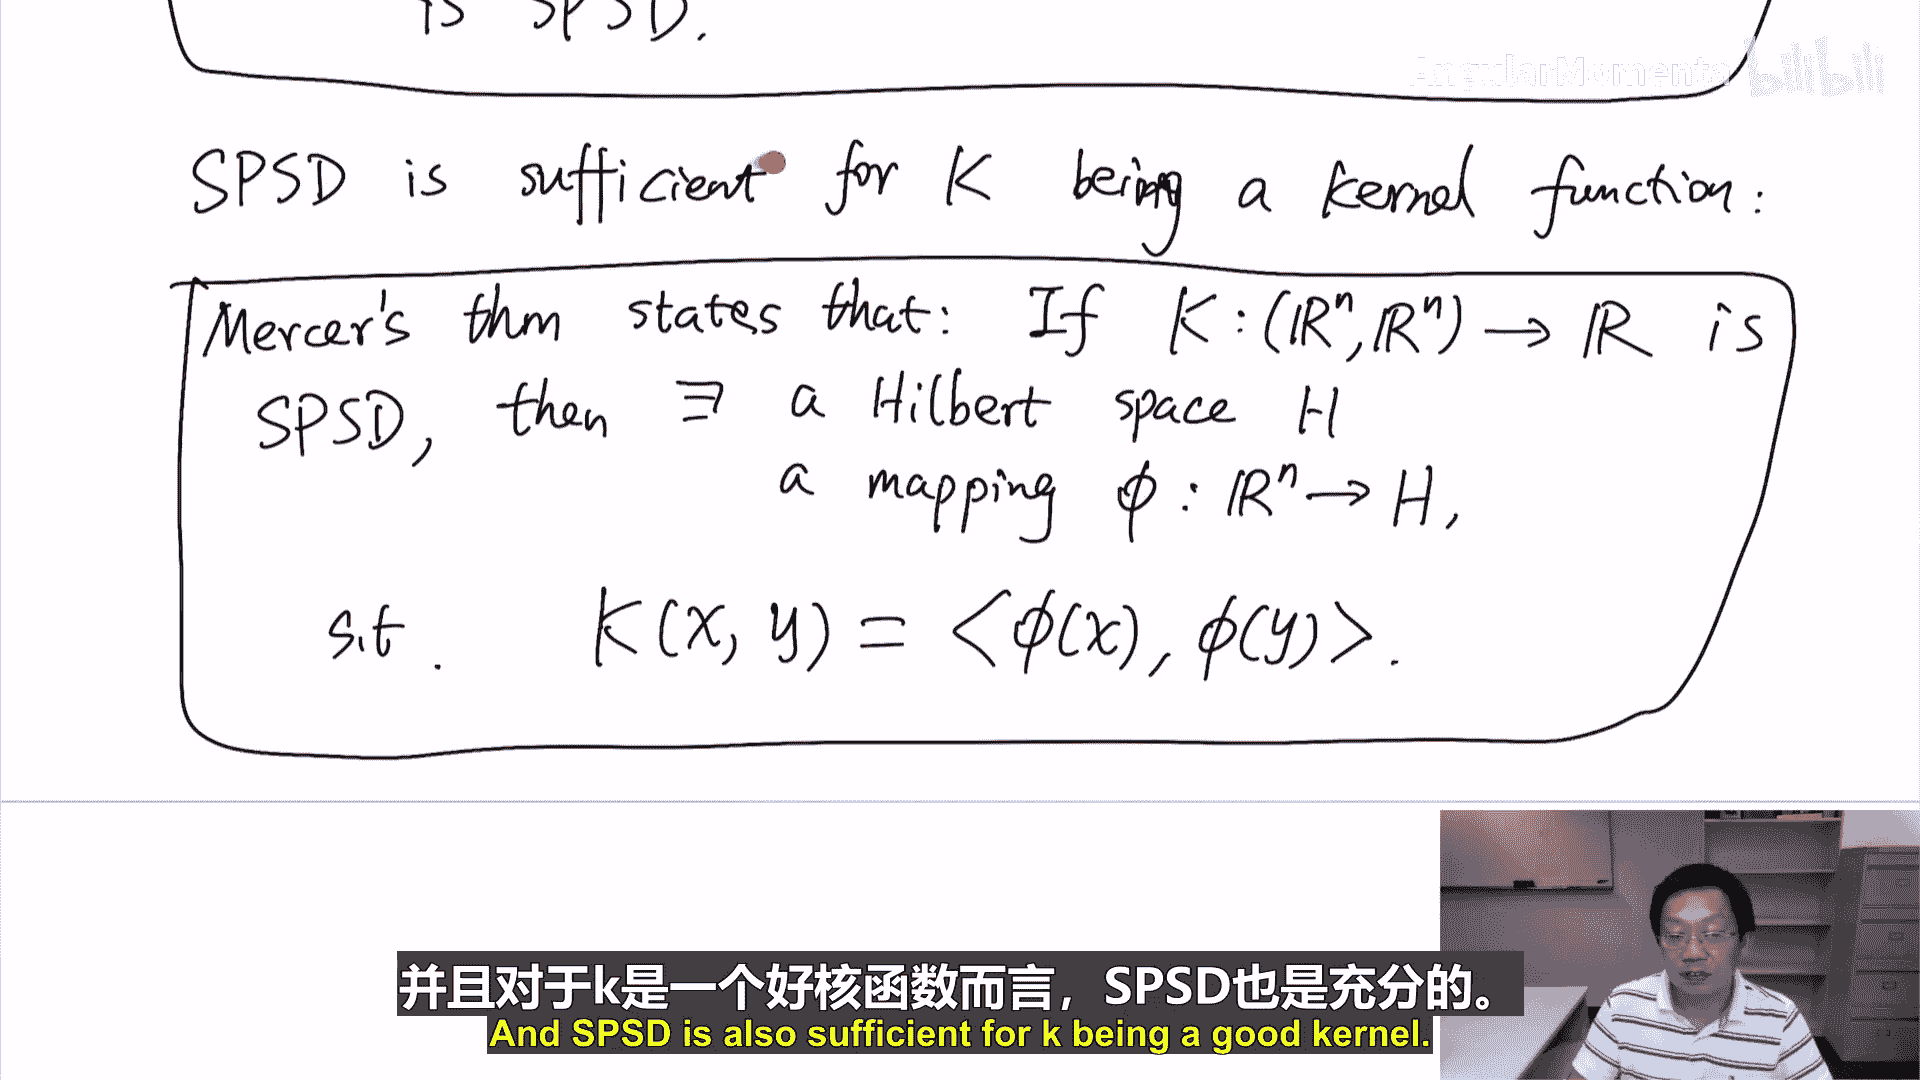 is SPSD.
AngularMomenta bilibili
SPSD is sufficient for K being a kernel function:
Mercer's thm states that: If K: (ℝⁿ, ℝⁿ) → ℝ is
SPSD, then ∃ a Hilbert space H
a mapping ϕ: ℝⁿ → H,
s.t. K(x, y) = <ϕ(x), ϕ(y)>.
并且对于k是一个好核函数而言，SPSD也是充分的。
And SPSD is also sufficient for k being a good kernel.